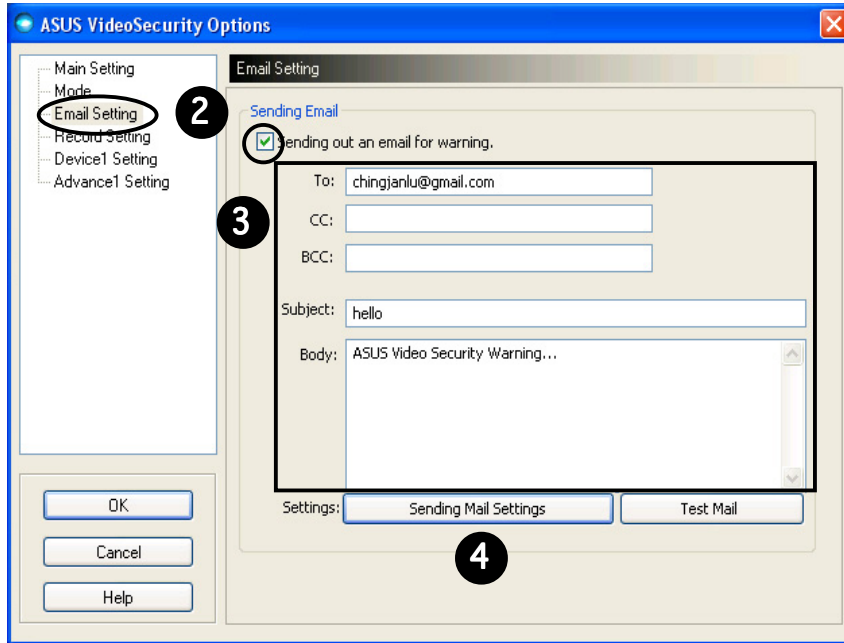 ASUS VideoSecurity Options
Main Setting
Mode
Email Setting
Record Setting
Device1 Setting
Advance1 Setting
2
Email Setting
Sending Email
Sending out an email for warning.
3
To: chingjanlu@gmail.com
CC:
BCC:
Subject: hello
Body: ASUS Video Security Warning...
Settings: Sending Mail Settings Test Mail
4
OK
Cancel
Help